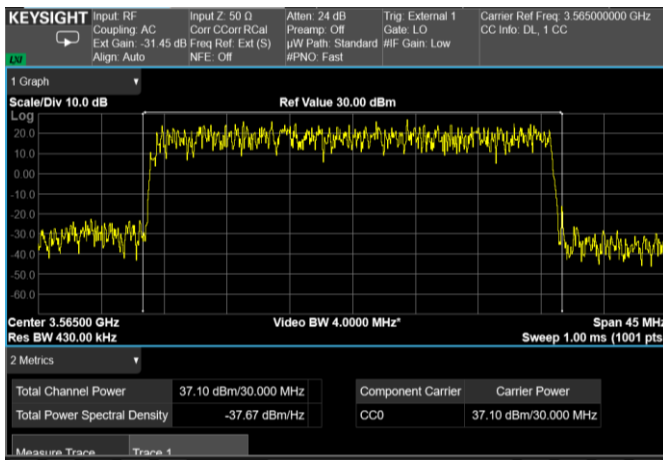 KEYSIGHT Input: RF Input Z: 50 Ω Atten: 24 dB Trig: External 1 Carrier Ref Freq: 3.565000000 GHz
Coupling: AC Corr CCorr RCal Preamp: Off Gate: LO CC Info: DL, 1 CC
Ext Gain: -31.45 dB Freq Ref: Ext (S) µW Path: Standard #IF Gain: Low
LXI Align: Auto NFE: Off #PNO: Fast
1 Graph
Scale/Div 10.0 dB Ref Value 30.00 dBm
Log
20.0
10.0
0.00
-10.0
-20.0
-30.0
-40.0
-50.0
-60.0
Center 3.56500 GHz Video BW 4.0000 MHz* Span 45 MHz
Res BW 430.00 kHz Sweep 1.00 ms (1001 pts
2 Metrics
Total Channel Power 37.10 dBm/30.000 MHz Component Carrier Carrier Power
Total Power Spectral Density -37.67 dBm/Hz CC0 37.10 dBm/30.000 MHz
Measure Trace Trace 1